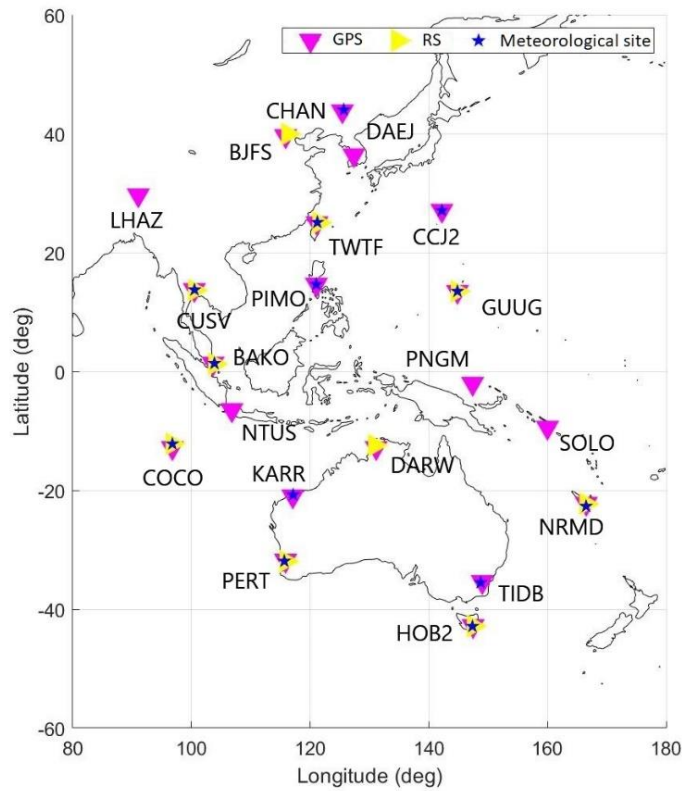 GPS RS Meteorological site
60
CHAN
DAEJ
40
BJFS
LHAZ
CCJ2
TWTF
20
PIMO
GUUG
CUSV
BAKO
PNGM
0
NTUS
SOLO
COCO
KARR
DARW
-20
NRMD
PERT
TIDB
-40
HOB2
-60
80 100 120 140 160 180
Latitude (deg)
Longitude (deg)